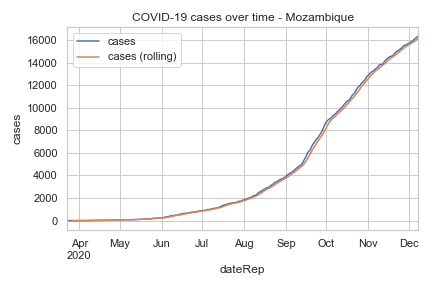 COVID-19 cases over time - Mozambique
cases
cases (rolling)
16000
14000
12000
10000
8000
6000
4000
2000
0
cases
Apr May Jun Jul Aug Sep Oct Nov Dec
2020
dateRep